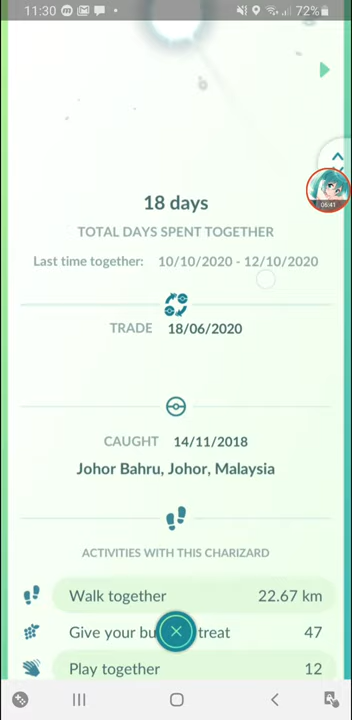 11:30 72%
05:41
18 days
TOTAL DAYS SPENT TOGETHER
Last time together: 10/10/2020 - 12/10/2020
TRADE 18/06/2020
CAUGHT 14/11/2018
Johor Bahru, Johor, Malaysia
ACTIVITIES WITH THIS CHARIZARD
Walk together 22.67 km
Give your bu treat 47
Play together 12